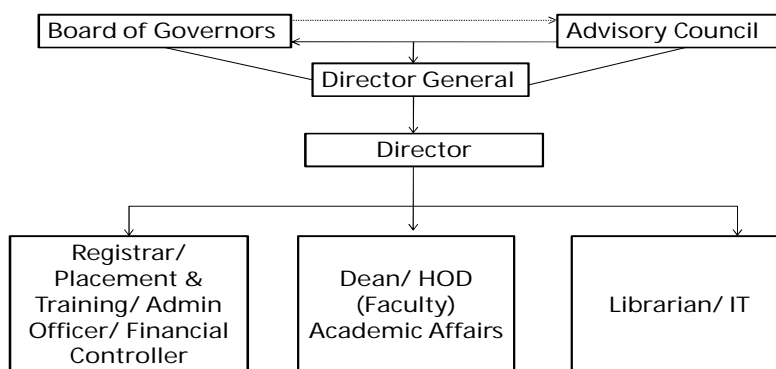 Board of Governors
Advisory Council
Director General
Director
Registrar/
Placement &
Training/ Admin
Officer/ Financial
Controller
Dean/ HOD
(Faculty)
Academic Affairs
Librarian/ IT